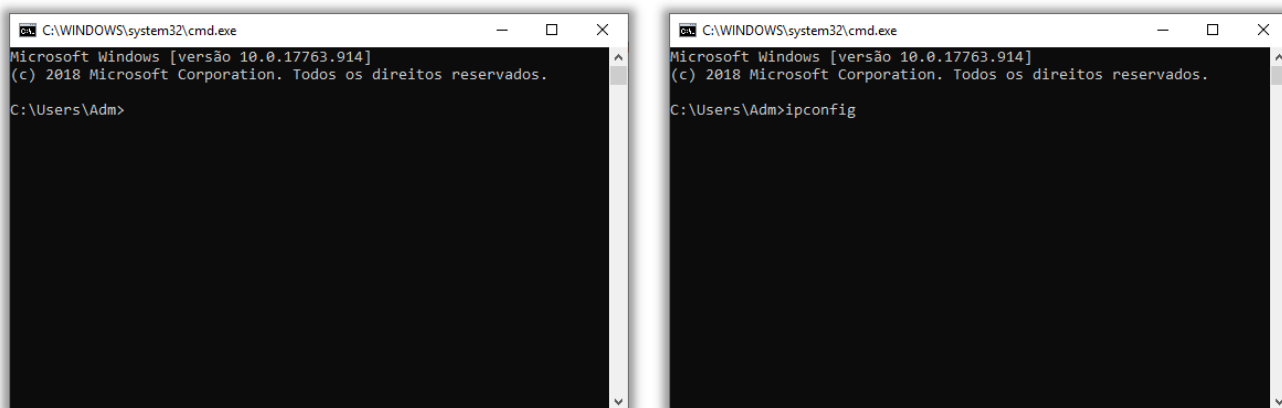 C:\WINDOWS\system32\cmd.exe
Microsoft Windows [versão 10.0.17763.914]
(c) 2018 Microsoft Corporation. Todos os direitos reservados.
C:\Users\Adm>
C:\WINDOWS\system32\cmd.exe
Microsoft Windows [versão 10.0.17763.914]
(c) 2018 Microsoft Corporation. Todos os direitos reservados.
C:\Users\Adm>ipconfig